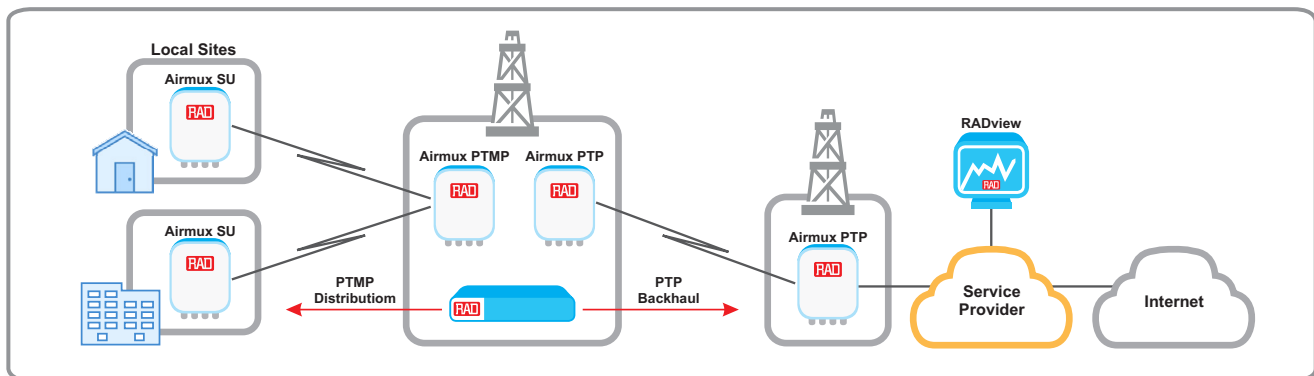 Local Sites
Airmux SU
RAD
Airmux SU
RAD
Airmux PTMP
Airmux PTP
RAD
RAD
PTMP
Distributiom
RAD
PTP
Backhaul
Airmux PTP
RAD
RADview
RAD
Service
Provider
Internet